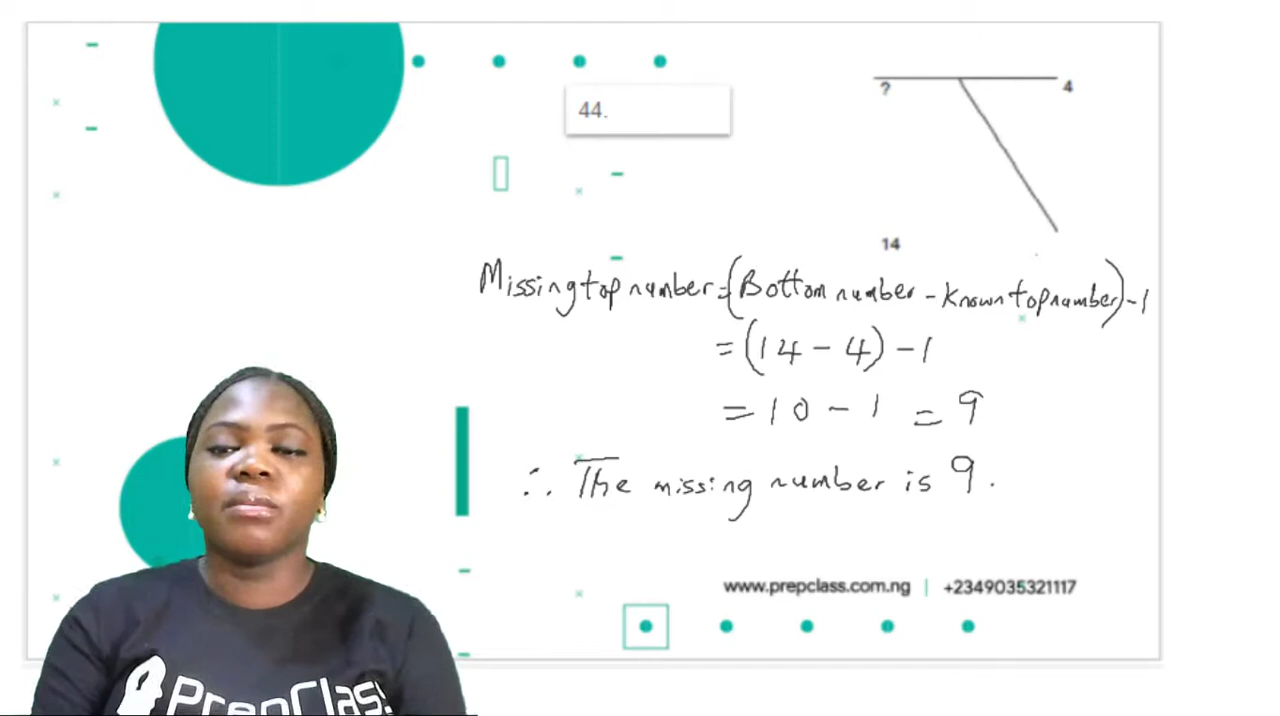 44.
? 4
14
Missing top number = (Bottom number - known top number) - 1
= (14 - 4) - 1
= 10 - 1 = 9
∴ The missing number is 9.
www.prepclass.com.ng | +2349035321117
PrepClass